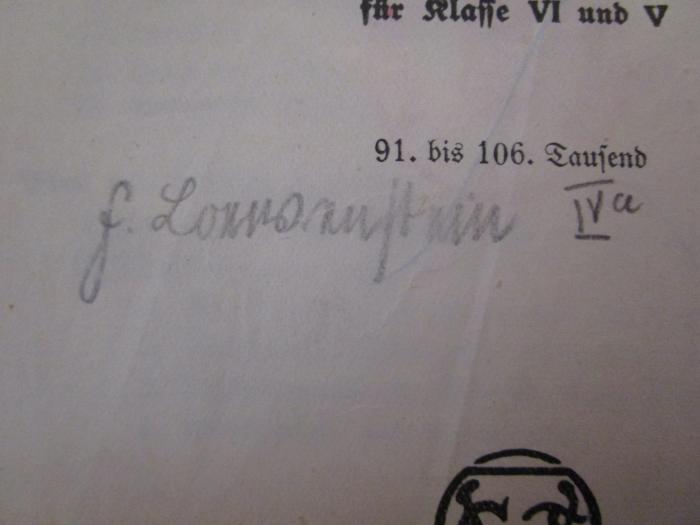 für Klasse VI und V
91. bis 106. Tausend
f. Loewenstein IVa